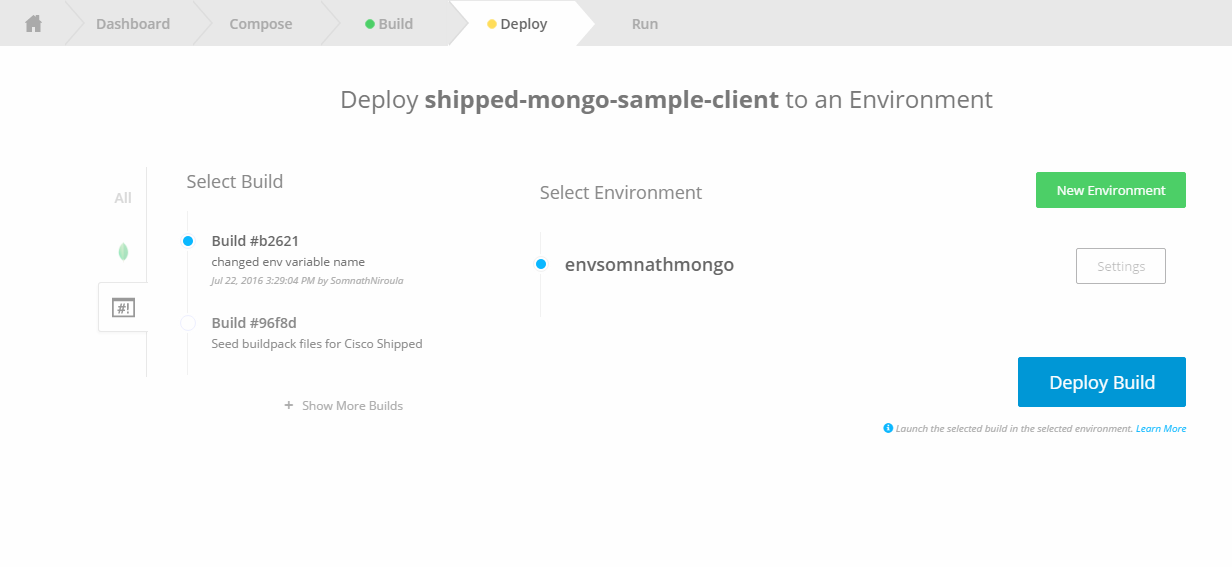 Dashboard
Compose
Build
Deploy
Run
Deploy shipped-mongo-sample-client to an Environment
All
#!
Select Build
Build #b2621
changed env variable name
Jul 22, 2016 3:29:04 PM by SomnathNiroula
Build #96f8d
Seed buildpack files for Cisco Shipped
+ Show More Builds
Select Environment
New Environment
envsomnathmongo
Settings
Deploy Build
Launch the selected build in the selected environment. Learn More